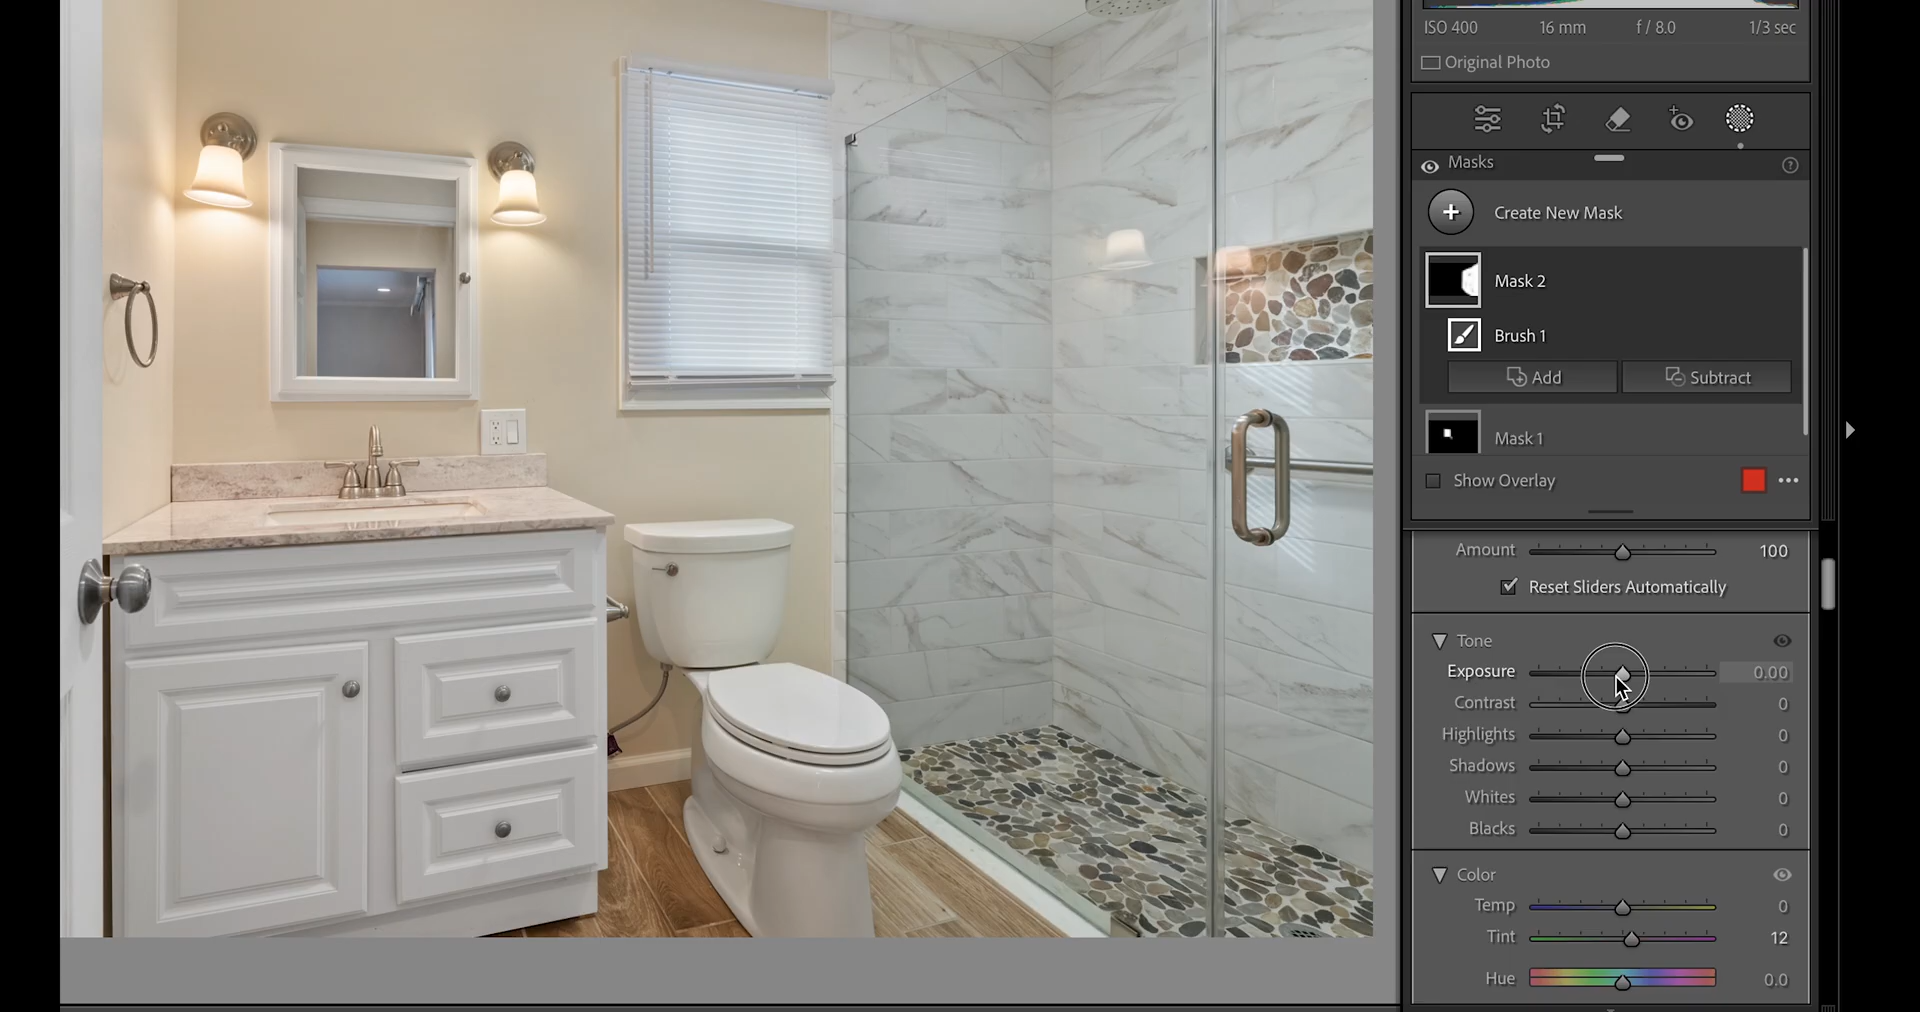 ISO 400 16 mm f / 8.0 1/3 sec
Original Photo
Masks
Create New Mask
Mask 2
Brush 1
Add Subtract
Mask 1
Show Overlay
Amount 100
Reset Sliders Automatically
Tone
Exposure 0.00
Contrast 0
Highlights 0
Shadows 0
Whites 0
Blacks 0
Color
Temp 0
Tint 12
Hue 0.0